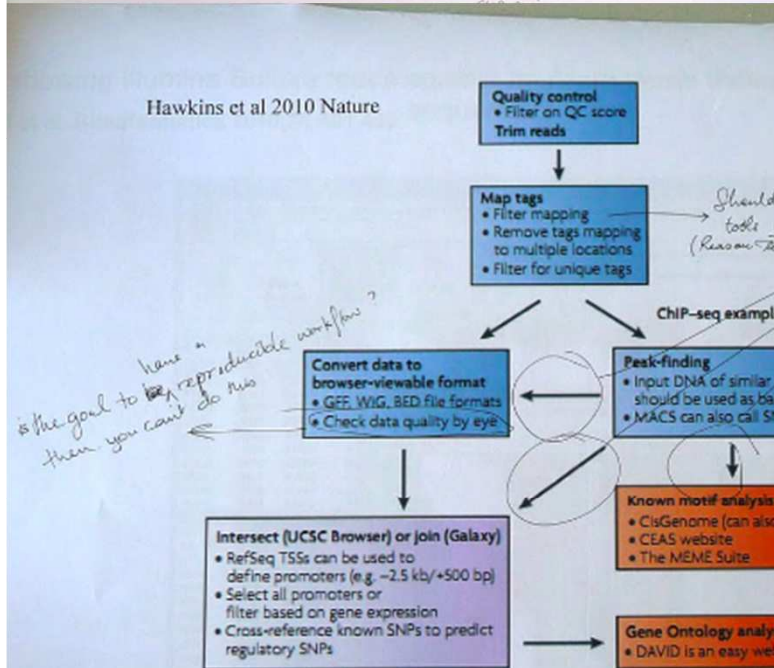 Hawkins et al 2010 Nature
Quality control
• Filter on QC score
Trim reads
Map tags
• Filter mapping
• Remove tags mapping
to multiple locations
• Filter for unique tags
Should
tools
(Reason
ChIP-seq exampl
is the goal to have a reproducible workflow?
then you can't do this
Convert data to
browser-viewable format
• GFF, WIG, BED file formats
• Check data quality by eye
Peak-finding
• Input DNA of similar
should be used as ba
• MACS can also call S
Known motif analysis
• CisGenome (can also
• CEAS website
• The MEME Suite
Intersect (UCSC Browser) or join (Galaxy)
• RefSeq TSSs can be used to
define promoters (e.g. –2.5 kb/+500 bp)
• Select all promoters or
filter based on gene expression
• Cross-reference known SNPs to predict
regulatory SNPs
Gene Ontology analy
• DAVID is an easy we